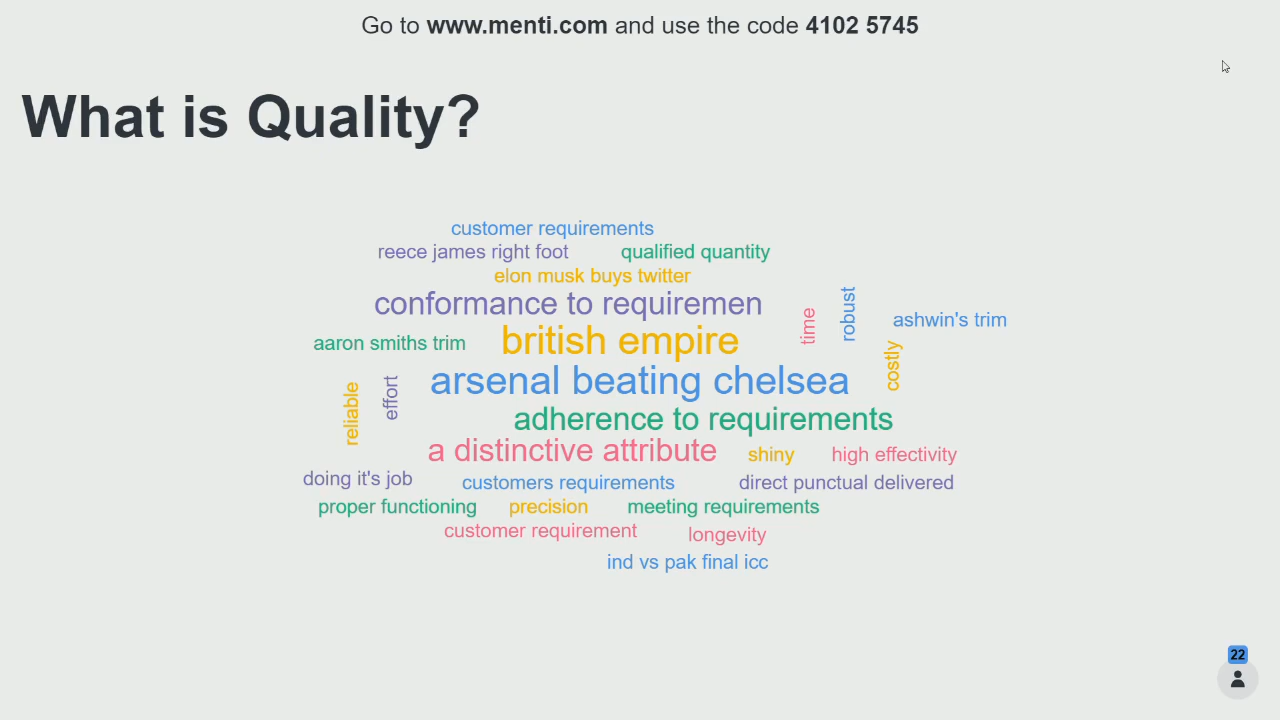 Go to www.menti.com and use the code 4102 5745
What is Quality?
customer requirements
reece james right foot
qualified quantity
elon musk buys twitter
conformance to requiremen
time
robust
ashwin's trim
aaron smiths trim
british empire
costly
reliable
effort
arsenal beating chelsea
adherence to requirements
a distinctive attribute
shiny
high effectivity
doing it's job
customers requirements
direct punctual delivered
proper functioning
precision
meeting requirements
customer requirement
longevity
ind vs pak final icc
22